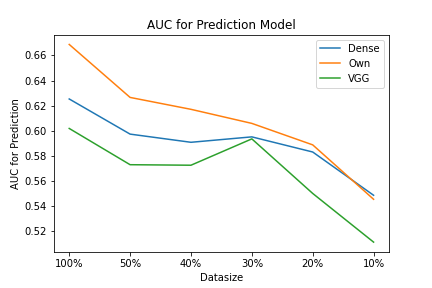 AUC for Prediction Model
Dense
Own
VGG
AUC for Prediction
0.66
0.64
0.62
0.60
0.58
0.56
0.54
0.52
100%
50%
40%
30%
20%
10%
Datasize